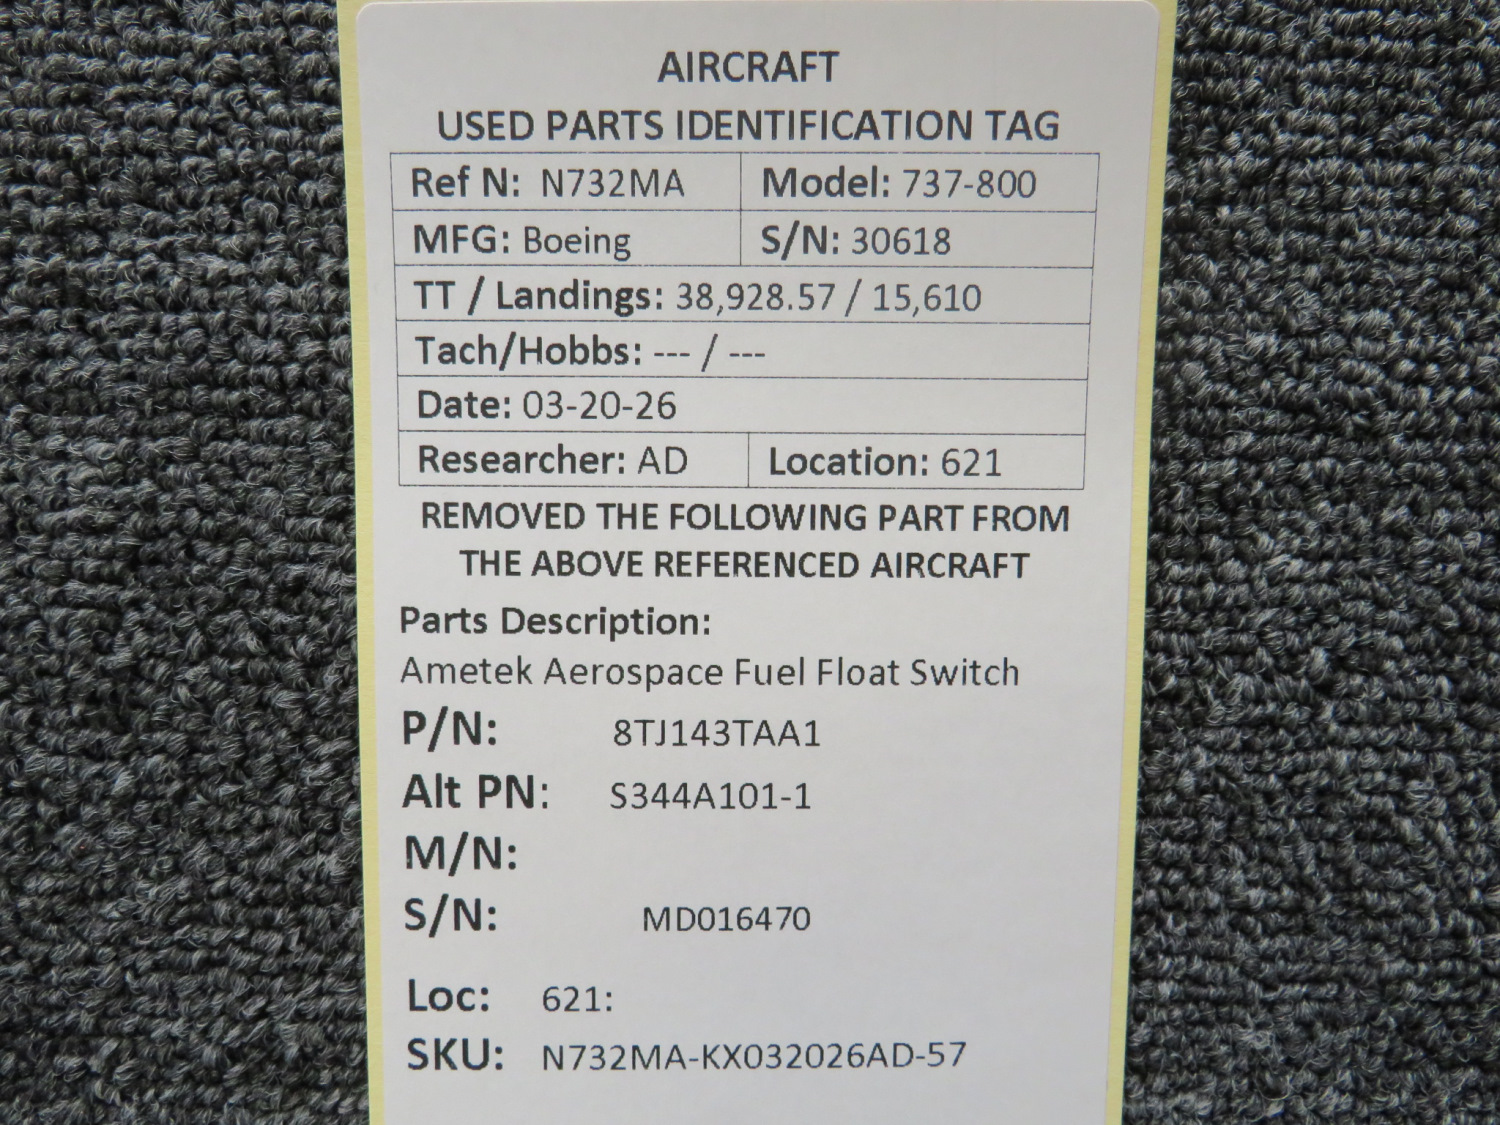 AIRCRAFT
USED PARTS IDENTIFICATION TAG
Ref N: N732MA Model: 737-800
MFG: Boeing S/N: 30618
TT / Landings: 38,928.57 / 15,610
Tach/Hobbs: --- / ---
Date: 03-20-26
Researcher: AD Location: 621
REMOVED THE FOLLOWING PART FROM
THE ABOVE REFERENCED AIRCRAFT
Parts Description:
Ametek Aerospace Fuel Float Switch
P/N: 8TJ143TAA1
Alt PN: S344A101-1
M/N:
S/N: MD016470
Loc: 621:
SKU: N732MA-KX032026AD-57